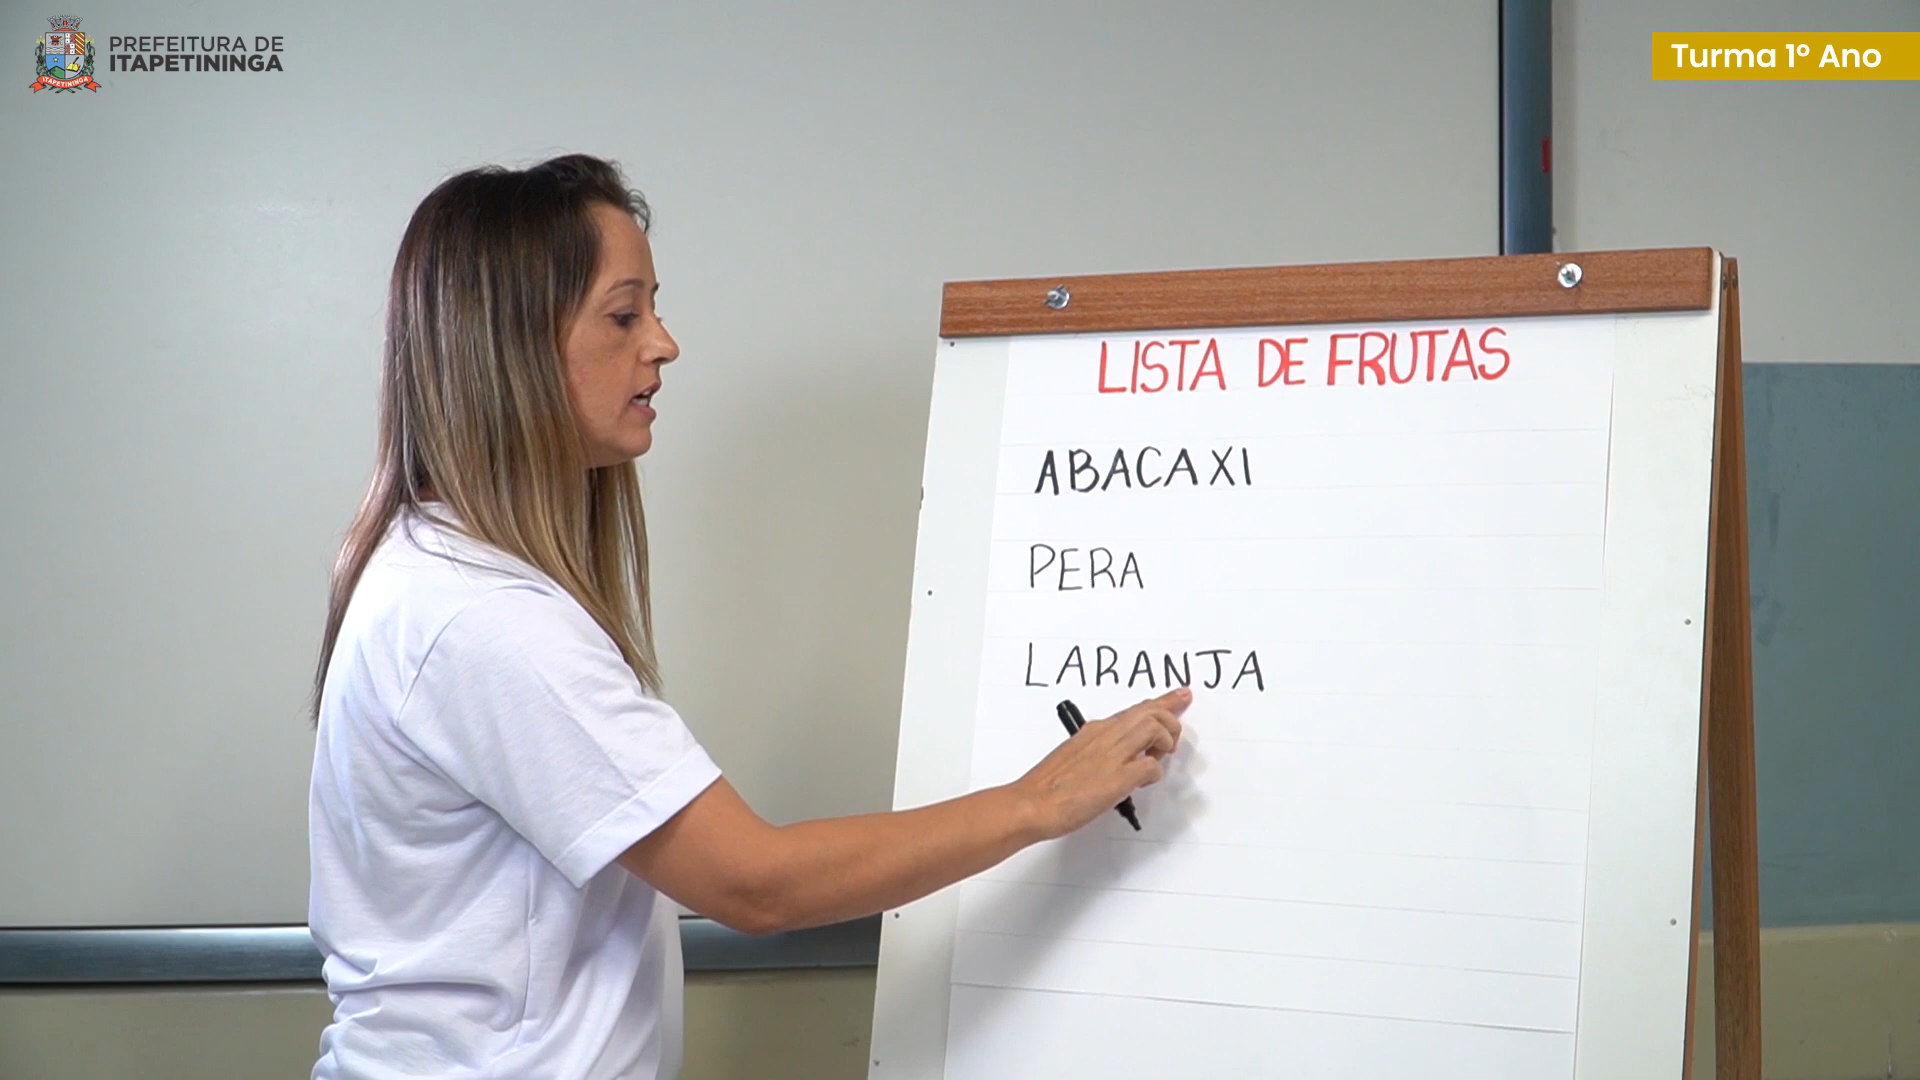 PREFEITURA DE
ITAPETININGA
Turma 1º Ano
LISTA DE FRUTAS
ABACAXI
PERA
LARANJA